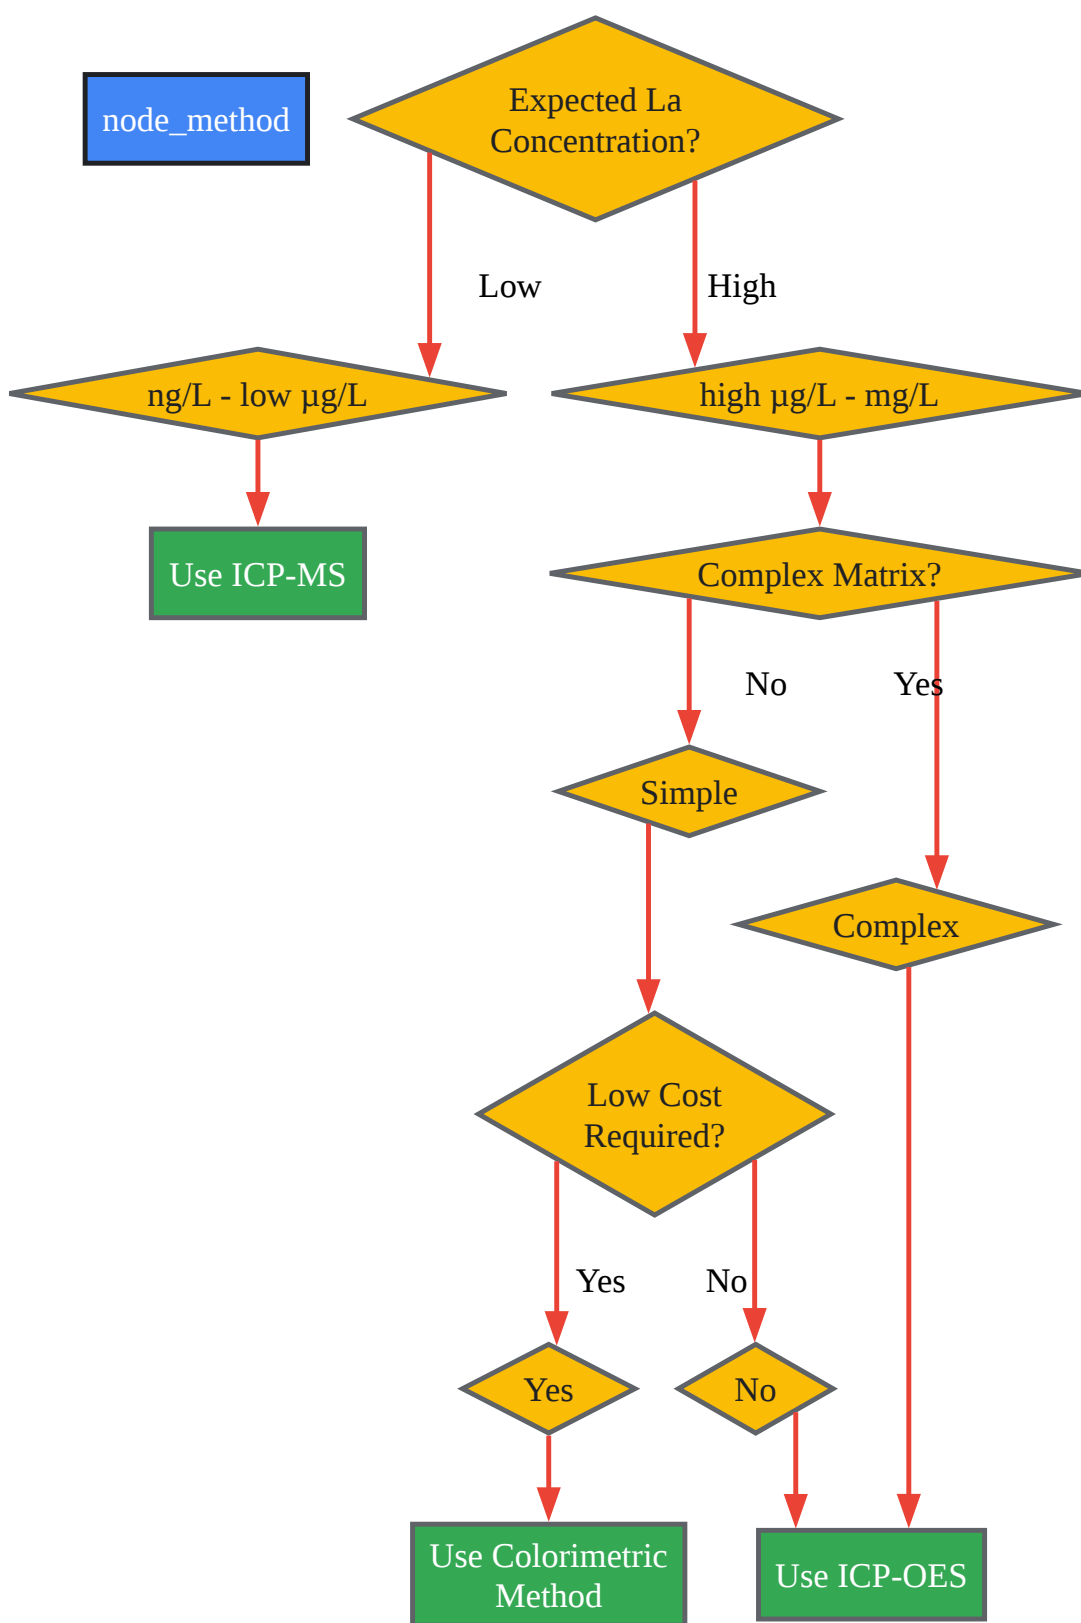 node_method
Expected La
Concentration?
Low
High
ng/L - low µg/L
high µg/L - mg/L
Use ICP-MS
Complex Matrix?
No
Yes
Simple
Complex
Low Cost
Required?
Yes
No
Yes
No
Use Colorimetric
Method
Use ICP-OES